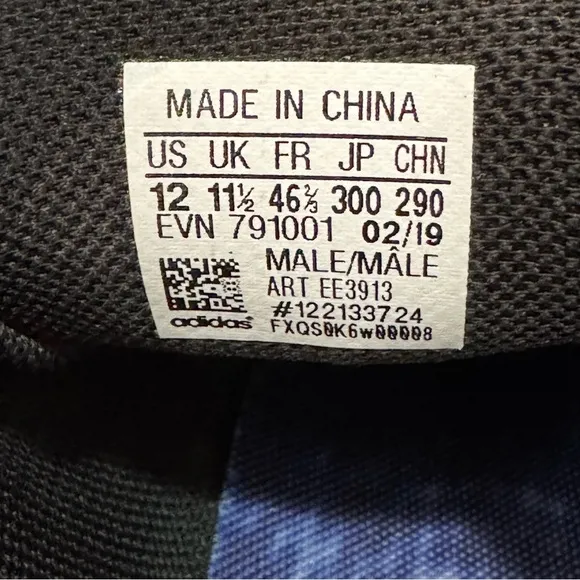 MADE IN CHINA
US UK FR JP CHN
12 11½ 46⅔ 300 290
EVN 791001 02/19
MALE/MÂLE
ART EE3913
#122133724
adidas FXQS0K6w00008